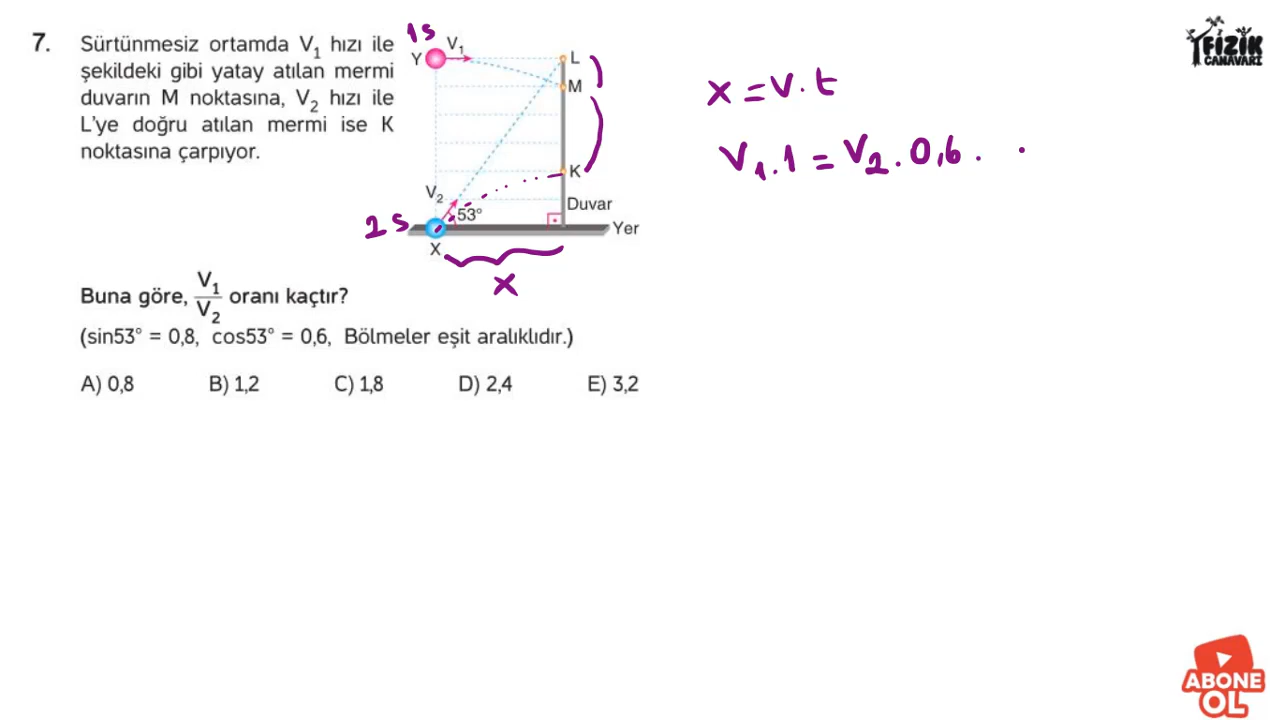 7. Sürtünmesiz ortamda V1 hızı ile
şekildeki gibi yatay atılan mermi
duvarın M noktasına, V2 hızı ile
L'ye doğru atılan mermi ise K
noktasına çarpıyor.
1s
V1
Y
L
M
K
V2
53°
Duvar
2s
Yer
X
x
x = v.t
V1.1 = V2.0,6.
Buna göre, V1/V2 oranı kaçtır?
(sin53° = 0,8, cos53° = 0,6, Bölmeler eşit aralıklıdır.)
A) 0,8 B) 1,2 C) 1,8 D) 2,4 E) 3,2
FİZİK
CANAVARI
ABONE
OL